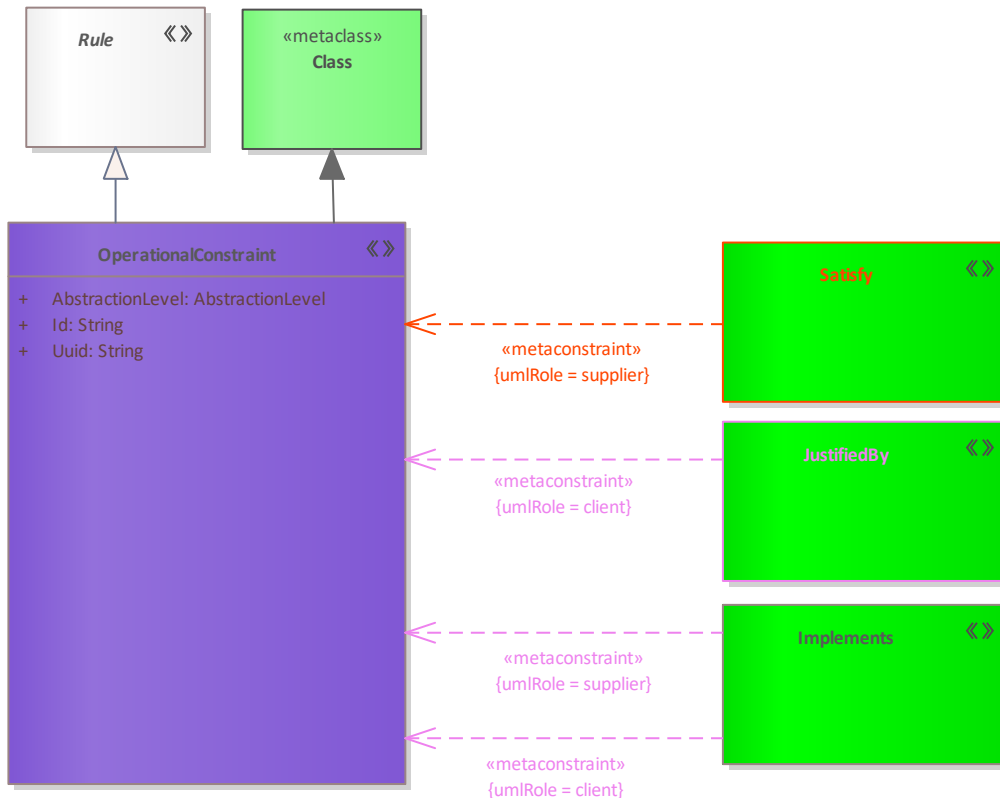 Rule
«»
«metaclass»
Class
OperationalConstraint
«»
+ AbstractionLevel: AbstractionLevel
+ Id: String
+ Uuid: String
Satisfy
«»
«metaconstraint»
{umlRole = supplier}
JustifiedBy
«»
«metaconstraint»
{umlRole = client}
Implements
«»
«metaconstraint»
{umlRole = supplier}
«metaconstraint»
{umlRole = client}